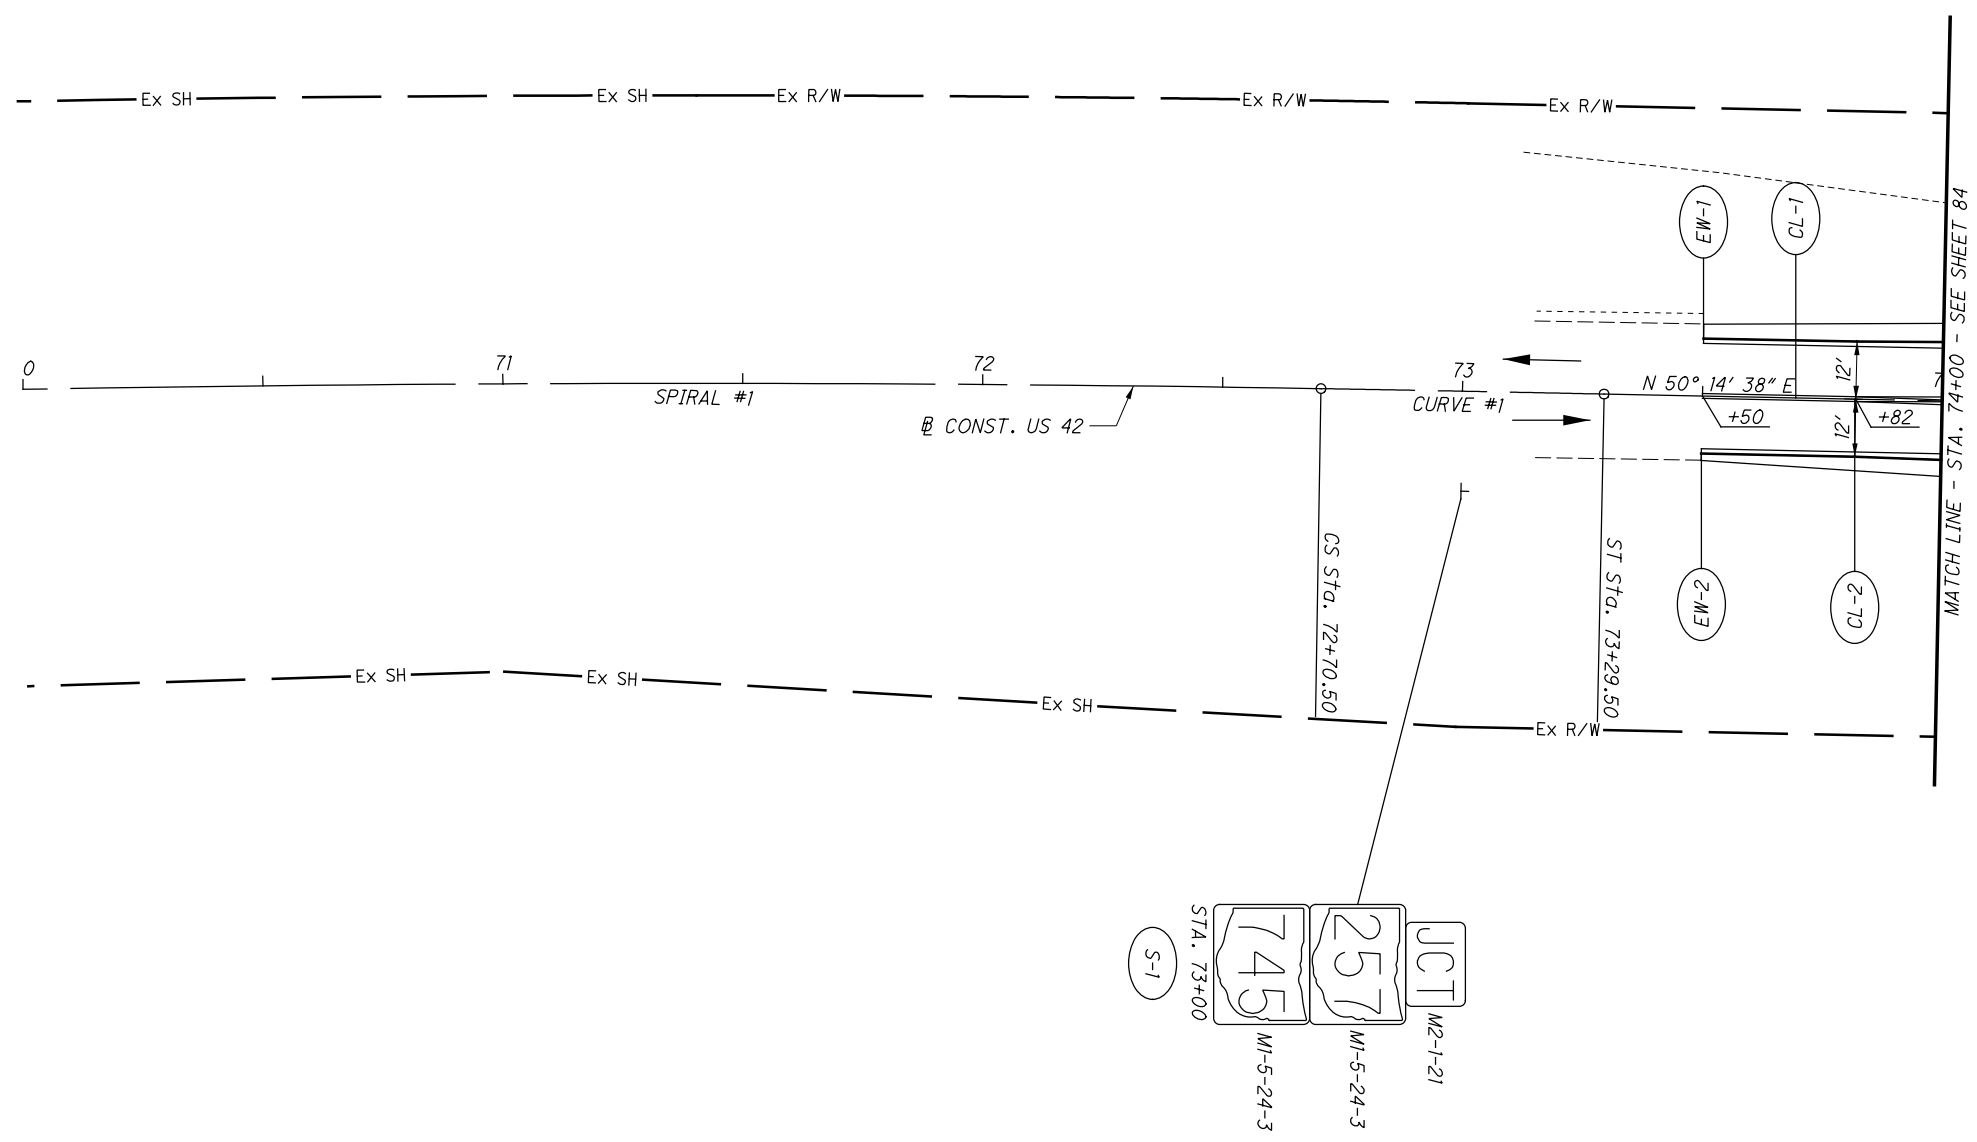 Ex SH
Ex SH
Ex R/W
Ex R/W
Ex R/W
EW-1
CL-1
MATCH LINE - STA. 74+00 - SEE SHEET 84
0
71
72
73
7
SPIRAL #1
CURVE #1
N 50° 14' 38" E
12'
12'
+50
+82
℄ CONST. US 42
CS Sta. 72+70.50
ST Sta. 73+29.50
EW-2
CL-2
Ex SH
Ex SH
Ex SH
Ex R/W
JCT
257
745
STA. 73+00
S-1
M2-1-21
M1-5-24-3
M1-5-24-3